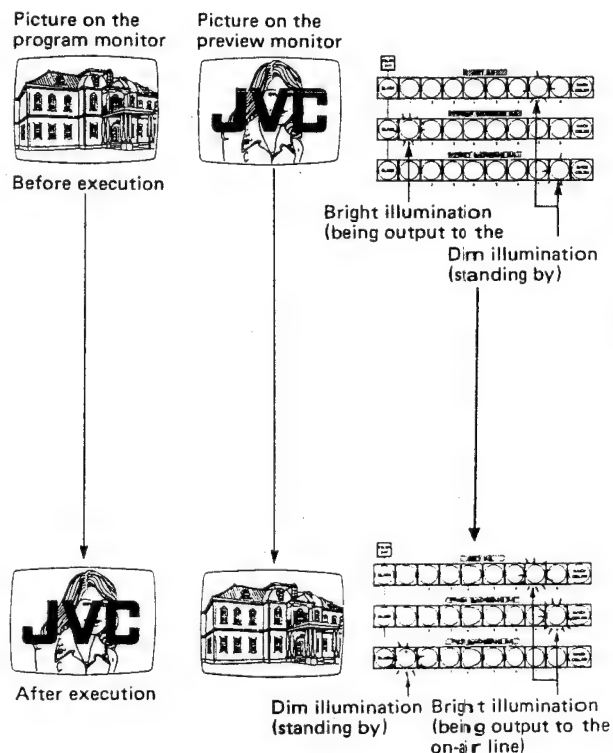 Picture on the
program monitor
Picture on the
preview monitor
JVC
Before execution
Bright illumination
(being output to the
Dim illumination
(standing by)
JVC
After execution
Dim illumination
(standing by)
Bright illumination
(being output to the
on-air line)